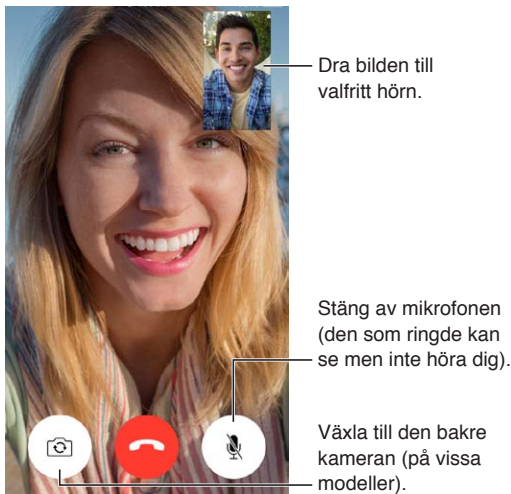 Dra bilden till
valfritt hörn.
Stäng av mikrofonen
(den som ringde kan
se men inte höra dig).
Växla till den bakre
kameran (på vissa
modeller).